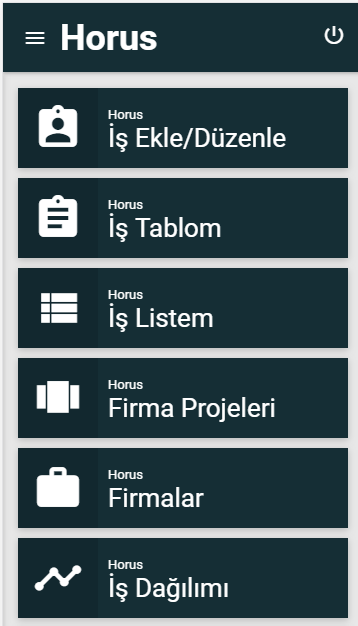 Horus
Horus
İş Ekle/Düzenle
Horus
İş Tablom
Horus
İş Listem
Horus
Firma Projeleri
Horus
Firmalar
Horus
İş Dağılımı